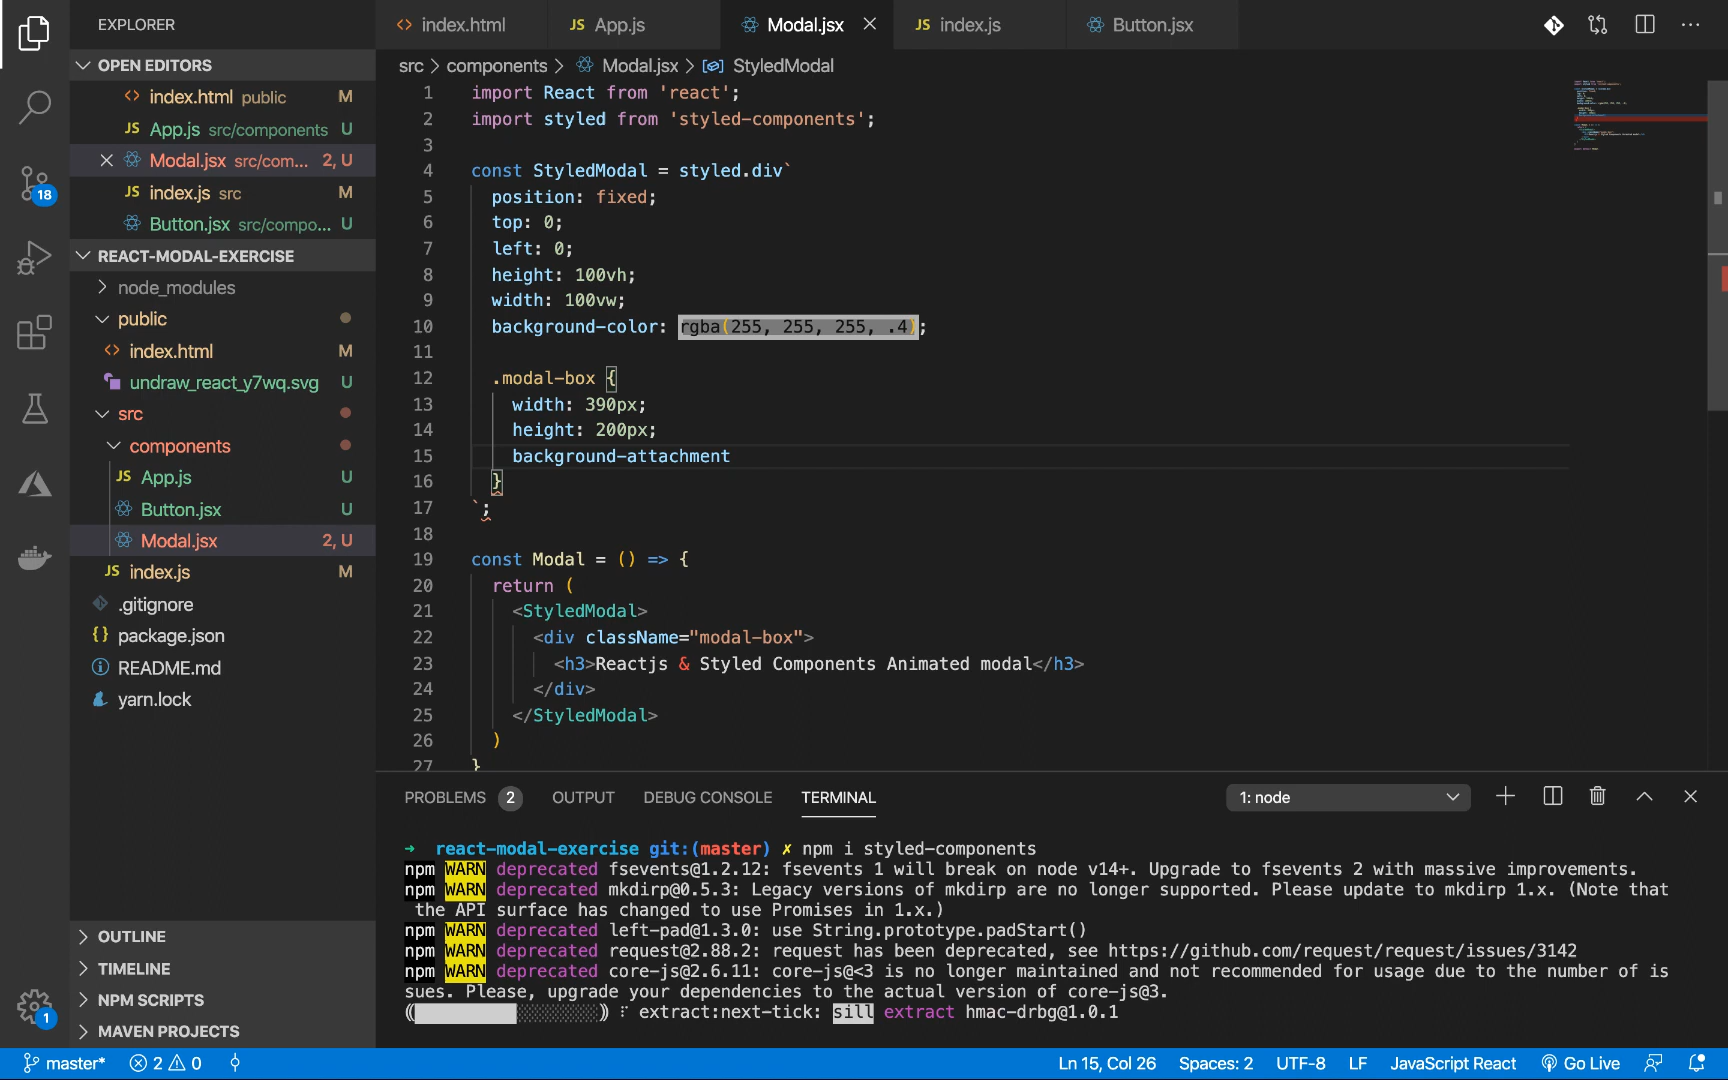 EXPLORER
OPEN EDITORS
<> index.html public M
JS App.js src/components U
Modal.jsx src/com... 2, U
JS index.js src M
Button.jsx src/compo... U
REACT-MODAL-EXERCISE
node_modules
public
<> index.html M
undraw_react_y7wq.svg U
src
components
JS App.js U
Button.jsx U
Modal.jsx 2, U
JS index.js M
.gitignore
{} package.json
README.md
yarn.lock
OUTLINE
TIMELINE
NPM SCRIPTS
MAVEN PROJECTS
18
1
<> index.html
JS App.js
Modal.jsx
JS index.js
Button.jsx
src > components > Modal.jsx > StyledModal
1 import React from 'react';
2 import styled from 'styled-components';
3
4 const StyledModal = styled.div`
5 position: fixed;
6 top: 0;
7 left: 0;
8 height: 100vh;
9 width: 100vw;
10 background-color: rgba(255, 255, 255, .4);
11
12 .modal-box {
13 width: 390px;
14 height: 200px;
15 background-attachment
16 }
17 `;
18
19 const Modal = () => {
20 return (
21 <StyledModal>
22 <div className="modal-box">
23 <h3>Reactjs & Styled Components Animated modal</h3>
24 </div>
25 </StyledModal>
26 )
27 }
PROBLEMS 2 OUTPUT DEBUG CONSOLE TERMINAL 1: node
→ react-modal-exercise git:(master) ✗ npm i styled-components
npm WARN deprecated fsevents@1.2.12: fsevents 1 will break on node v14+. Upgrade to fsevents 2 with massive improvements.
npm WARN deprecated mkdirp@0.5.3: Legacy versions of mkdirp are no longer supported. Please update to mkdirp 1.x. (Note that
the API surface has changed to use Promises in 1.x.)
npm WARN deprecated left-pad@1.3.0: use String.prototype.padStart()
npm WARN deprecated request@2.88.2: request has been deprecated, see https://github.com/request/request/issues/3142
npm WARN deprecated core-js@2.6.11: core-js@<3 is no longer maintained and not recommended for usage due to the number of is
sues. Please, upgrade your dependencies to the actual version of core-js@3.
extract:next-tick: sill extract hmac-drbg@1.0.1
master* 2 0 Ln 15, Col 26 Spaces: 2 UTF-8 LF JavaScript React Go Live